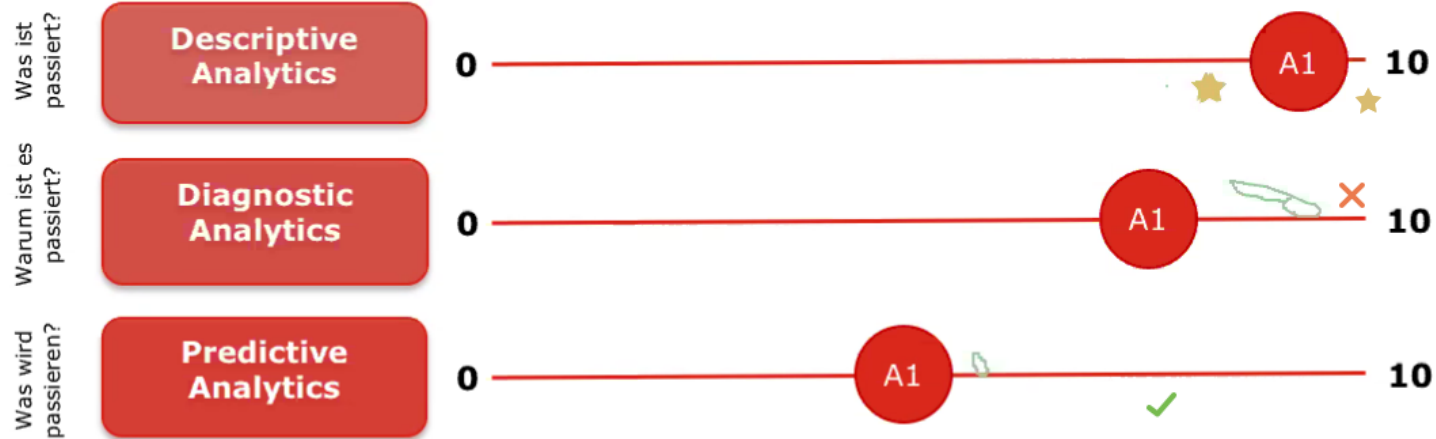 Was ist
passiert?
Descriptive
Analytics
0
A1
10
Warum ist es
passiert?
Diagnostic
Analytics
0
A1
10
Was wird
passieren?
Predictive
Analytics
0
A1
10